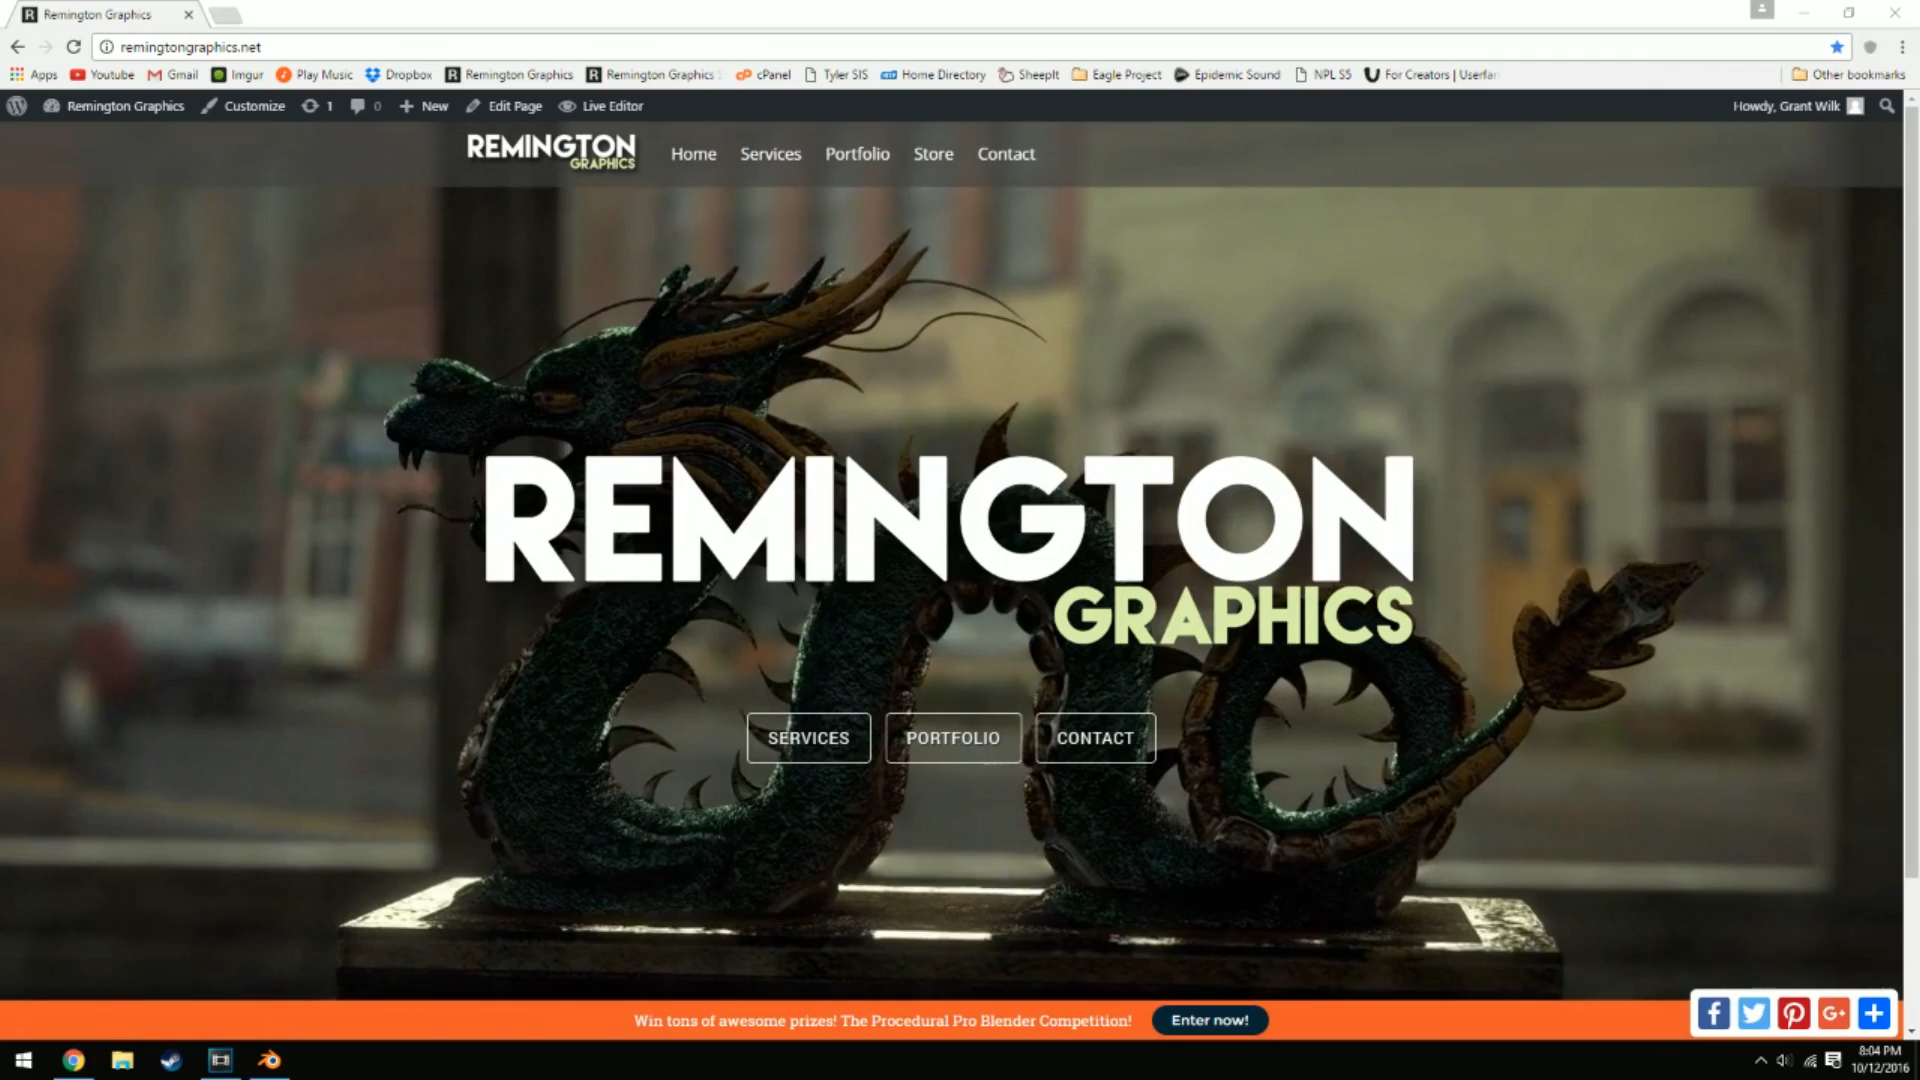 Remington Graphics
remingtongraphics.net
Apps Youtube Gmail Imgur Play Music Dropbox Remington Graphics Remington Graphics cPanel Tyler SIS Home Directory SheepIt Eagle Project Epidemic Sound NPL S5 For Creators | Userfar Other bookmarks
Remington Graphics Customize 1 0 New Edit Page Live Editor Howdy, Grant Wilk
REMINGTON
GRAPHICS
Home Services Portfolio Store Contact
REMINGTON
GRAPHICS
SERVICES PORTFOLIO CONTACT
Win tons of awesome prizes! The Procedural Pro Blender Competition! Enter now!
8:04 PM
10/12/2016